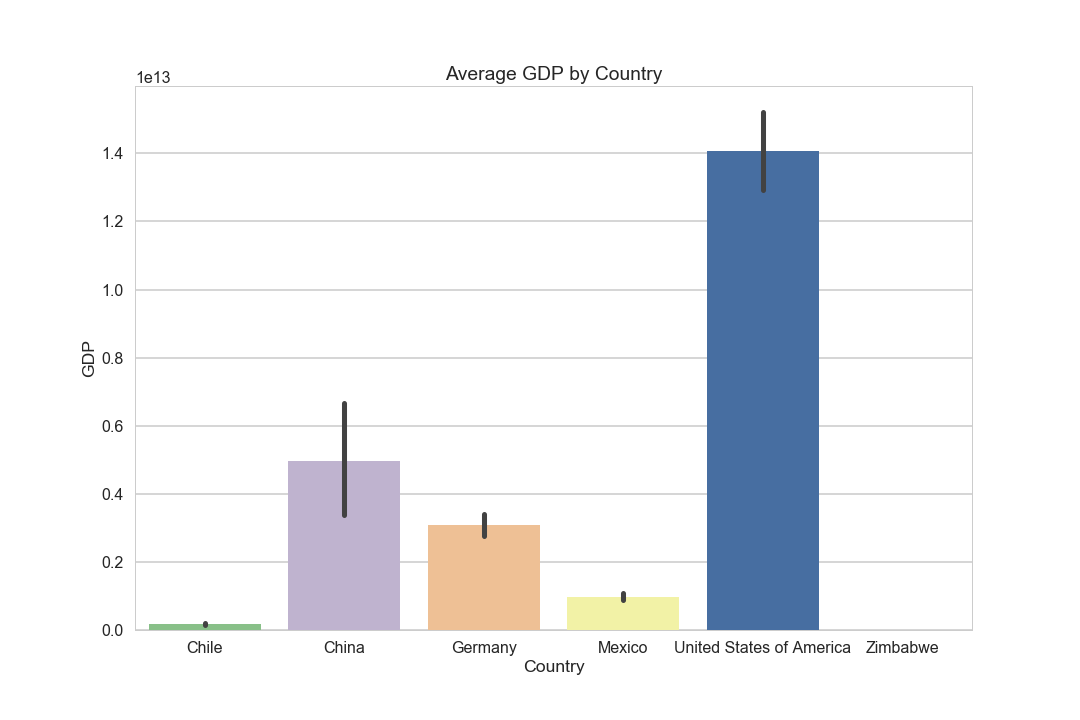 Average GDP by Country
1e13
1.4
1.2
1.0
0.8
0.6
0.4
0.2
0.0
GDP
Chile China Germany Mexico United States of America Zimbabwe
Country